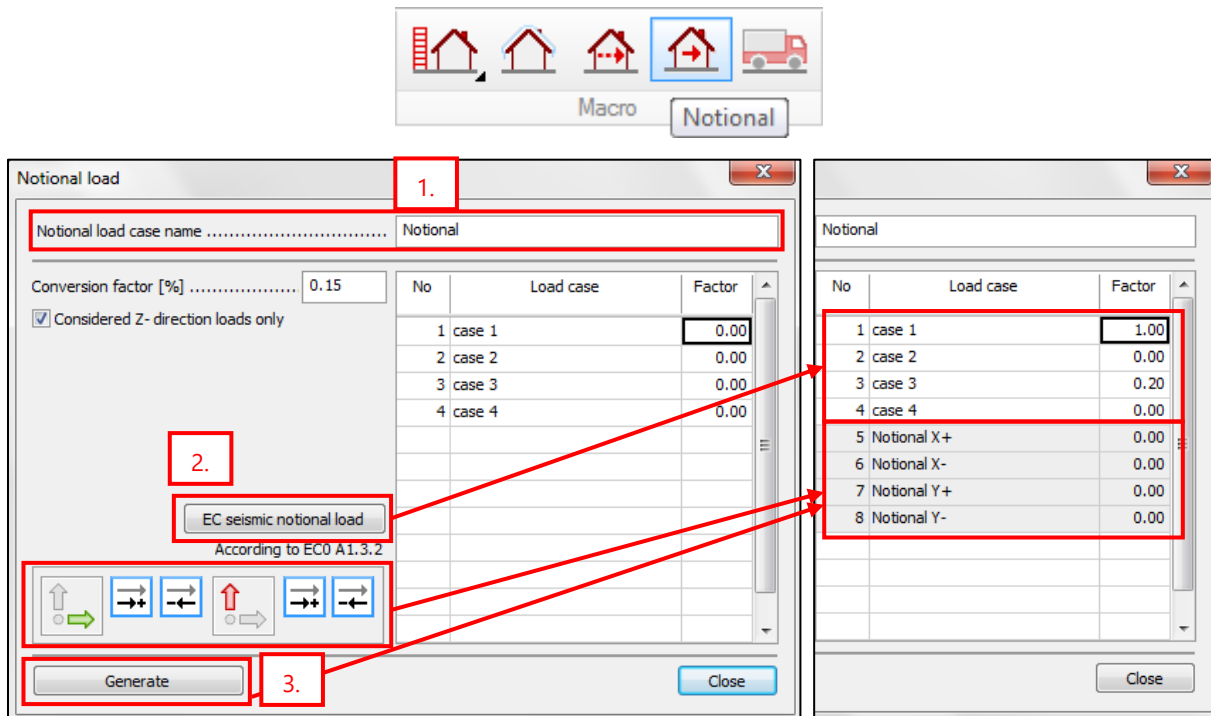 Macro
Notional
Notional load
1.
Notional load case name ................................ Notional
Conversion factor [%] .................... 0.15
Considered Z- direction loads only
No Load case Factor
1 case 1 0.00
2 case 2 0.00
3 case 3 0.00
4 case 4 0.00
2.
EC seismic notional load
According to EC0 A1.3.2
Generate
3.
Close
Notional
No Load case Factor
1 case 1 1.00
2 case 2 0.00
3 case 3 0.20
4 case 4 0.00
5 Notional X+ 0.00
6 Notional X- 0.00
7 Notional Y+ 0.00
8 Notional Y- 0.00
Close